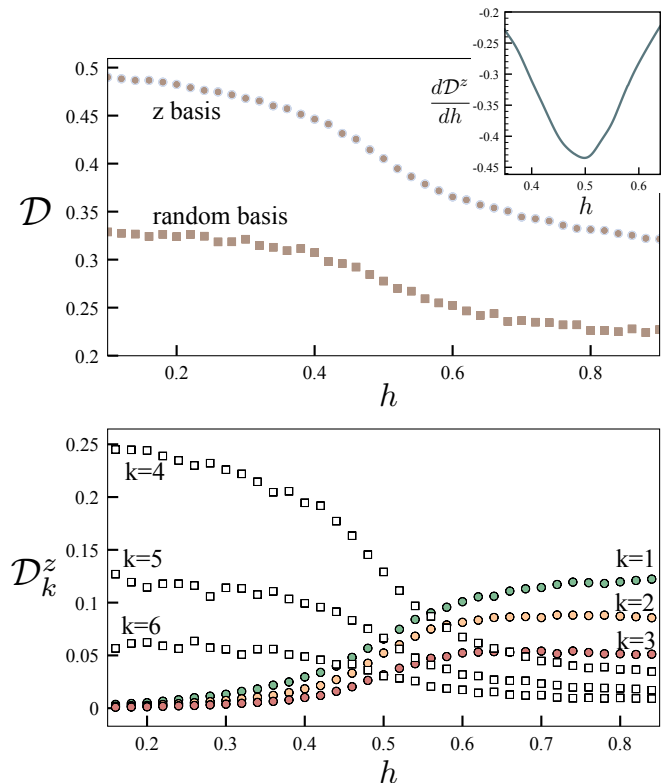 -0.2
-0.25
-0.3
-0.35
-0.4
-0.45
d𝒟^z
dh
0.4 0.5 0.6
h
0.5
0.45
0.4
0.35
0.3
0.25
0.2
𝒟
z basis
random basis
0.2 0.4 0.6 0.8
h
0.25
0.2
0.15
0.1
0.05
0
𝒟_k^z
k=4
k=5
k=6
k=1
k=2
k=3
0.2 0.3 0.4 0.5 0.6 0.7 0.8
h